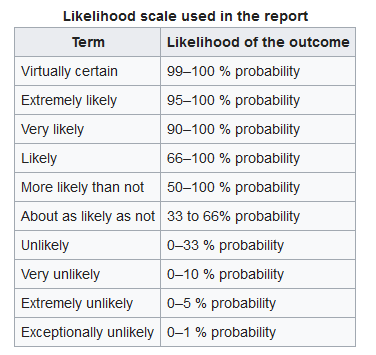 Likelihood scale used in the report
Term Likelihood of the outcome
Virtually certain 99–100 % probability
Extremely likely 95–100 % probability
Very likely 90–100 % probability
Likely 66–100 % probability
More likely than not 50–100 % probability
About as likely as not 33 to 66% probability
Unlikely 0–33 % probability
Very unlikely 0–10 % probability
Extremely unlikely 0–5 % probability
Exceptionally unlikely 0–1 % probability